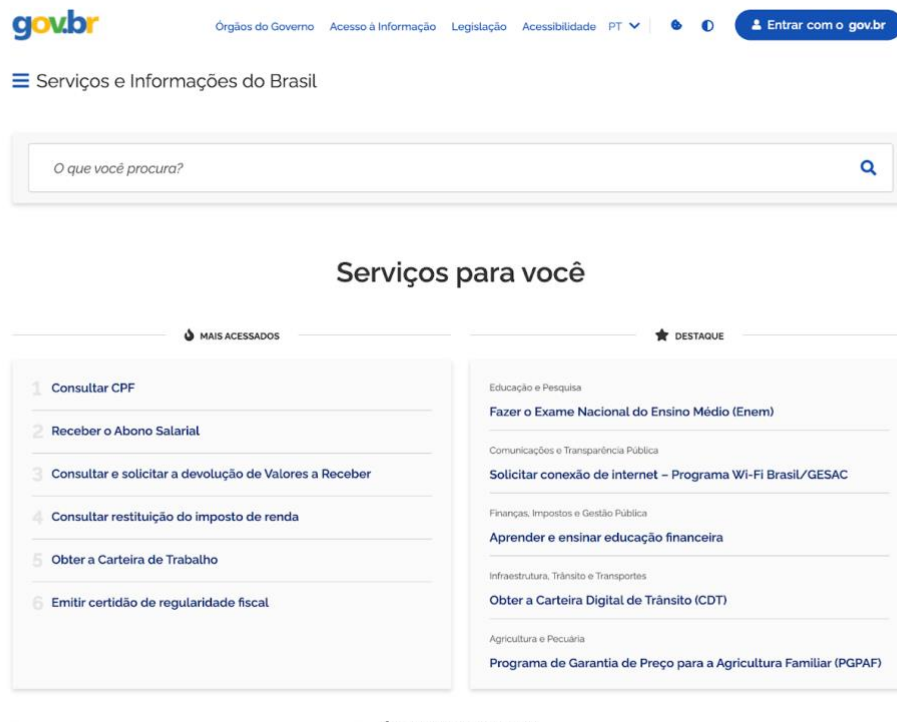 gov.br
Órgãos do Governo Acesso à Informação Legislação Acessibilidade PT Entrar com o gov.br
Serviços e Informações do Brasil
O que você procura?
Serviços para você
MAIS ACESSADOS
1 Consultar CPF
2 Receber o Abono Salarial
3 Consultar e solicitar a devolução de Valores a Receber
4 Consultar restituição do imposto de renda
5 Obter a Carteira de Trabalho
6 Emitir certidão de regularidade fiscal
DESTAQUE
Educação e Pesquisa
Fazer o Exame Nacional do Ensino Médio (Enem)
Comunicações e Transparência Pública
Solicitar conexão de internet – Programa Wi-Fi Brasil/GESAC
Finanças, Impostos e Gestão Pública
Aprender e ensinar educação financeira
Infraestrutura, Trânsito e Transportes
Obter a Carteira Digital de Trânsito (CDT)
Agricultura e Pecuária
Programa de Garantia de Preço para a Agricultura Familiar (PGPAF)